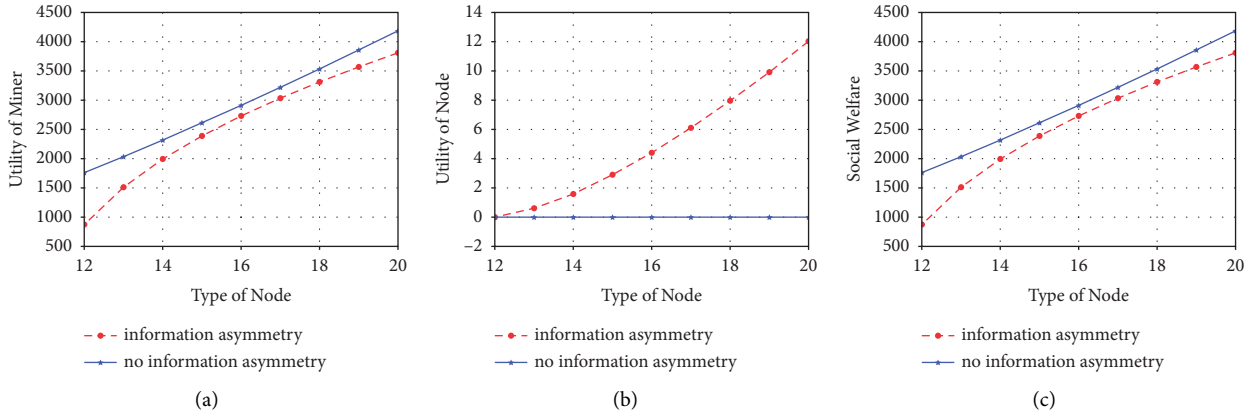 4500
4000
3500
3000
2500
2000
1500
1000
500
Utility of Miner
12 14 16 18 20
Type of Node
information asymmetry
no information asymmetry
(a)
14
12
10
8
6
4
2
0
−2
Utility of Node
12 14 16 18 20
Type of Node
information asymmetry
no information asymmetry
(b)
4500
4000
3500
3000
2500
2000
1500
1000
500
Social Welfare
12 14 16 18 20
Type of Node
information asymmetry
no information asymmetry
(c)